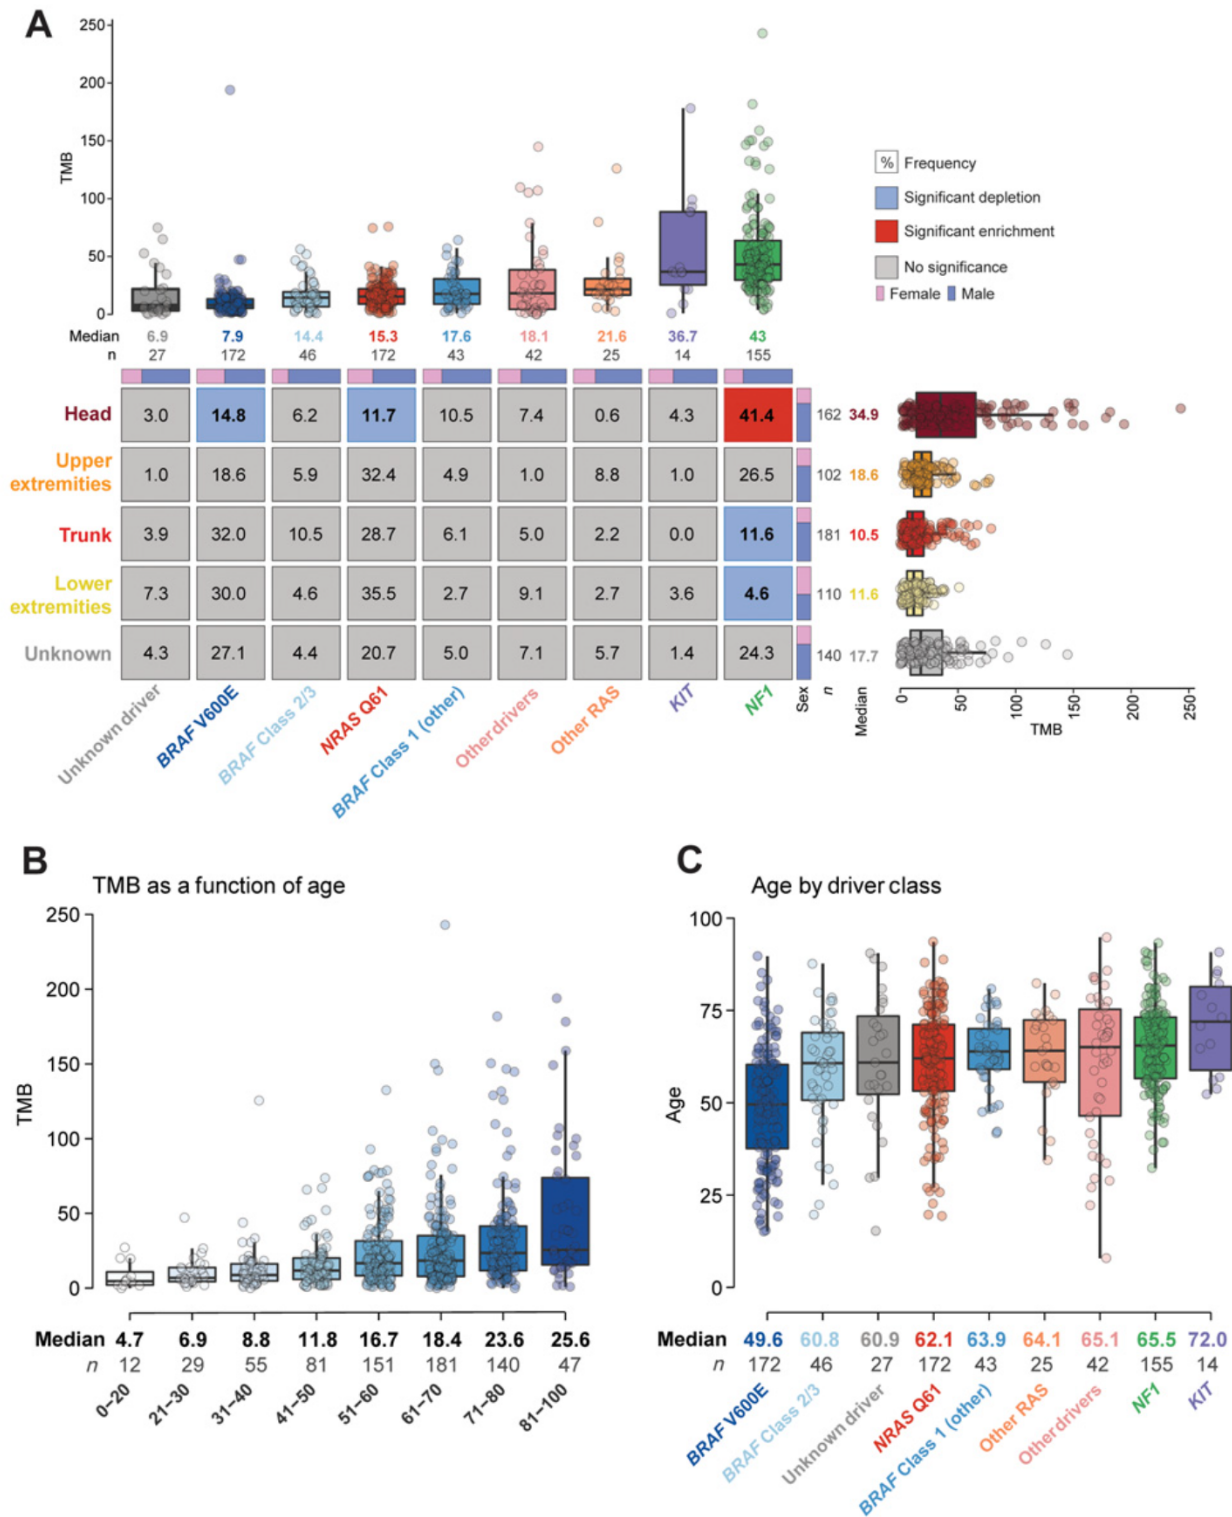 A
250
200
150
100
50
0
TMB
% Frequency
Significant depletion
Significant enrichment
No significance
Female Male
Median 6.9 7.9 14.4 15.3 17.6 18.1 21.6 36.7 43
n 27 172 46 172 43 42 25 14 155
Head 3.0 14.8 6.2 11.7 10.5 7.4 0.6 4.3 41.4 162 34.9
Upper extremities 1.0 18.6 5.9 32.4 4.9 1.0 8.8 1.0 26.5 102 18.6
Trunk 3.9 32.0 10.5 28.7 6.1 5.0 2.2 0.0 11.6 181 10.5
Lower extremities 7.3 30.0 4.6 35.5 2.7 9.1 2.7 3.6 4.6 110 11.6
Unknown 4.3 27.1 4.4 20.7 5.0 7.1 5.7 1.4 24.3 140 17.7
Unknown driver
BRAF V600E
BRAF Class 2/3
NRAS Q61
BRAF Class 1 (other)
Other drivers
Other RAS
KIT
NF1
Sex
n
Median
0 50 100 150 200 250
TMB
B
TMB as a function of age
250
200
150
100
50
0
TMB
Median 4.7 6.9 8.8 11.8 16.7 18.4 23.6 25.6
n 12 29 55 81 151 181 140 47
0–20
21–30
31–40
41–50
51–60
61–70
71–80
81–100
C
Age by driver class
100
75
50
25
0
Age
Median 49.6 60.8 60.9 62.1 63.9 64.1 65.1 65.5 72.0
n 172 46 27 172 43 25 42 155 14
BRAF V600E
BRAF Class 2/3
Unknown driver
NRAS Q61
BRAF Class 1 (other)
Other RAS
Other drivers
NF1
KIT